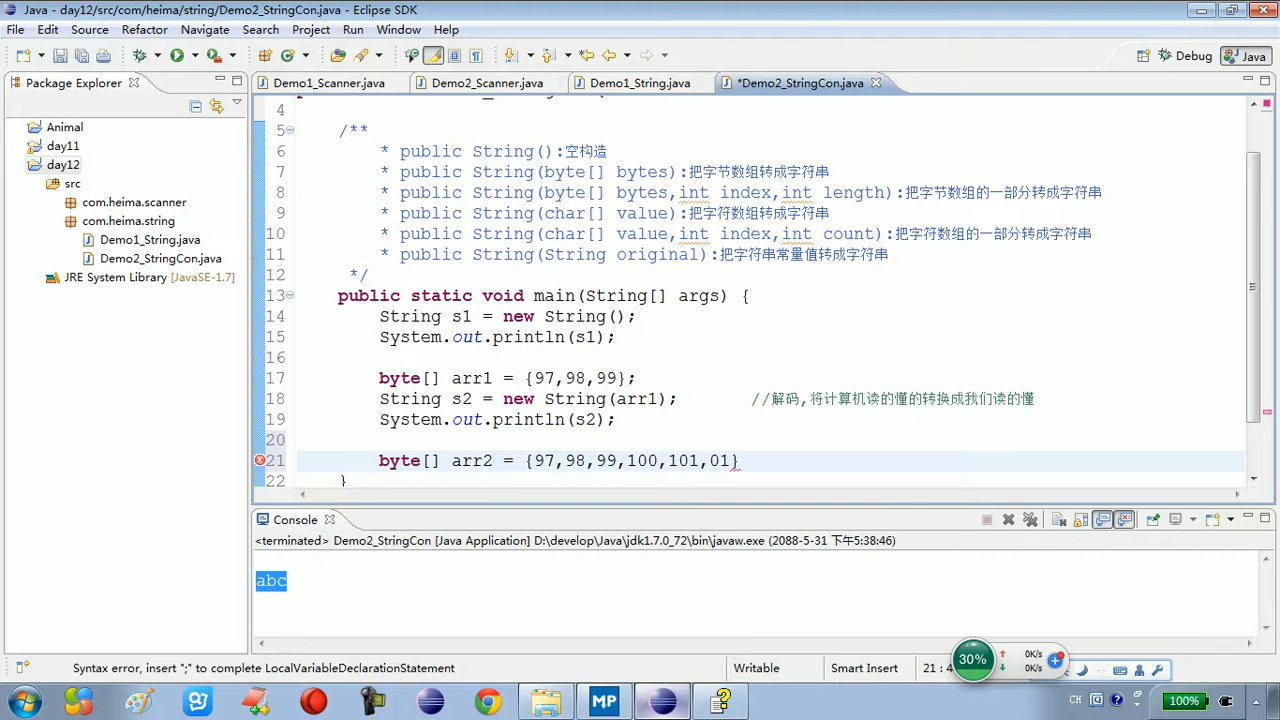 Java - day12/src/com/heima/string/Demo2_StringCon.java - Eclipse SDK
File Edit Source Refactor Navigate Search Project Run Window Help
Debug Java
Package Explorer
Demo1_Scanner.java Demo2_Scanner.java Demo1_String.java *Demo2_StringCon.java
Animal
day11
day12
src
com.heima.scanner
com.heima.string
Demo1_String.java
Demo2_StringCon.java
JRE System Library [JavaSE-1.7]
4
5 /**
6 * public String():空构造
7 * public String(byte[] bytes):把字节数组转成字符串
8 * public String(byte[] bytes,int index,int length):把字节数组的一部分转成字符串
9 * public String(char[] value):把字符数组转成字符串
10 * public String(char[] value,int index,int count):把字符数组的一部分转成字符串
11 * public String(String original):把字符串常量值转成字符串
12 */
13 public static void main(String[] args) {
14 String s1 = new String();
15 System.out.println(s1);
16
17 byte[] arr1 = {97,98,99};
18 String s2 = new String(arr1); //解码,将计算机读的懂的转换成我们读的懂
19 System.out.println(s2);
20
21 byte[] arr2 = {97,98,99,100,101,01}
22 }
Console
<terminated> Demo2_StringCon [Java Application] D:\develop\Java\jdk1.7.0_72\bin\javaw.exe (2088-5-31 下午5:38:46)
abc
Syntax error, insert ";" to complete LocalVariableDeclarationStatement
Writable
Smart Insert
21 : 4
30%
0K/s
0K/s
MP
CH
100%